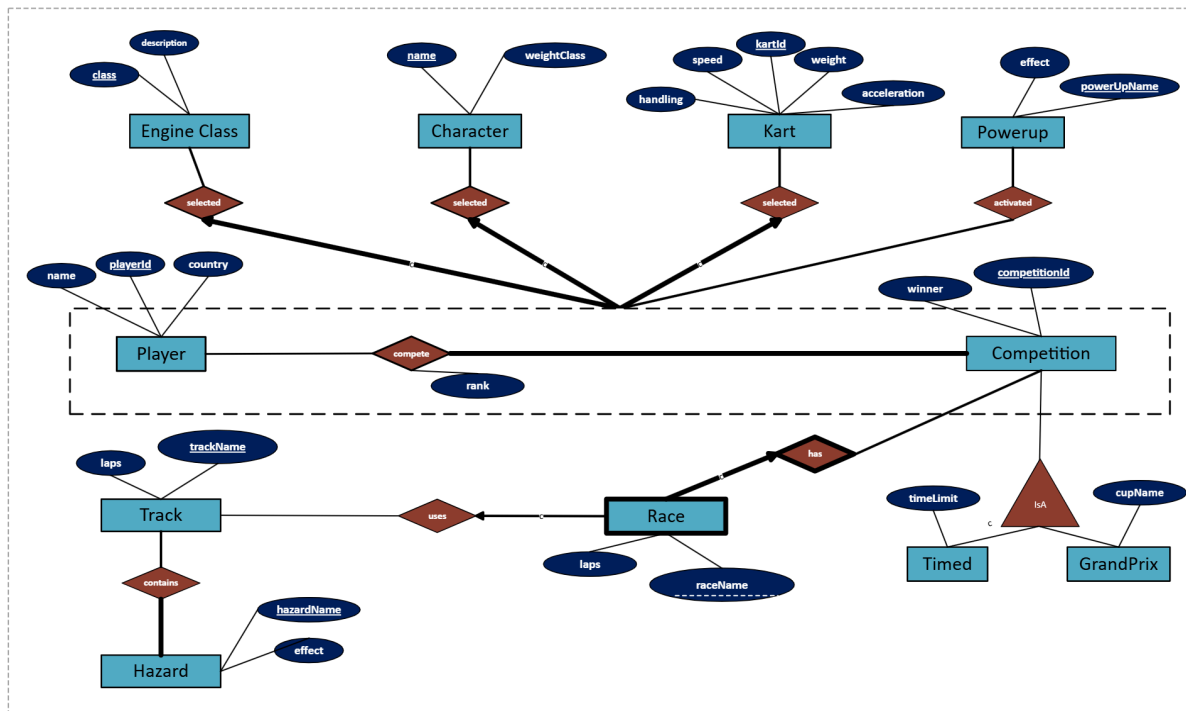 description
class
name
weightClass
kartId
speed
weight
handling
acceleration
effect
powerUpName
Engine Class
Character
Kart
Powerup
selected
selected
selected
activated
c
c
c
name
playerId
country
winner
competitionId
Player
compete
Competition
rank
laps
trackName
has
c
Track
uses
c
Race
timeLimit
IsA
cupName
c
laps
raceName
Timed
GrandPrix
contains
hazardName
effect
Hazard